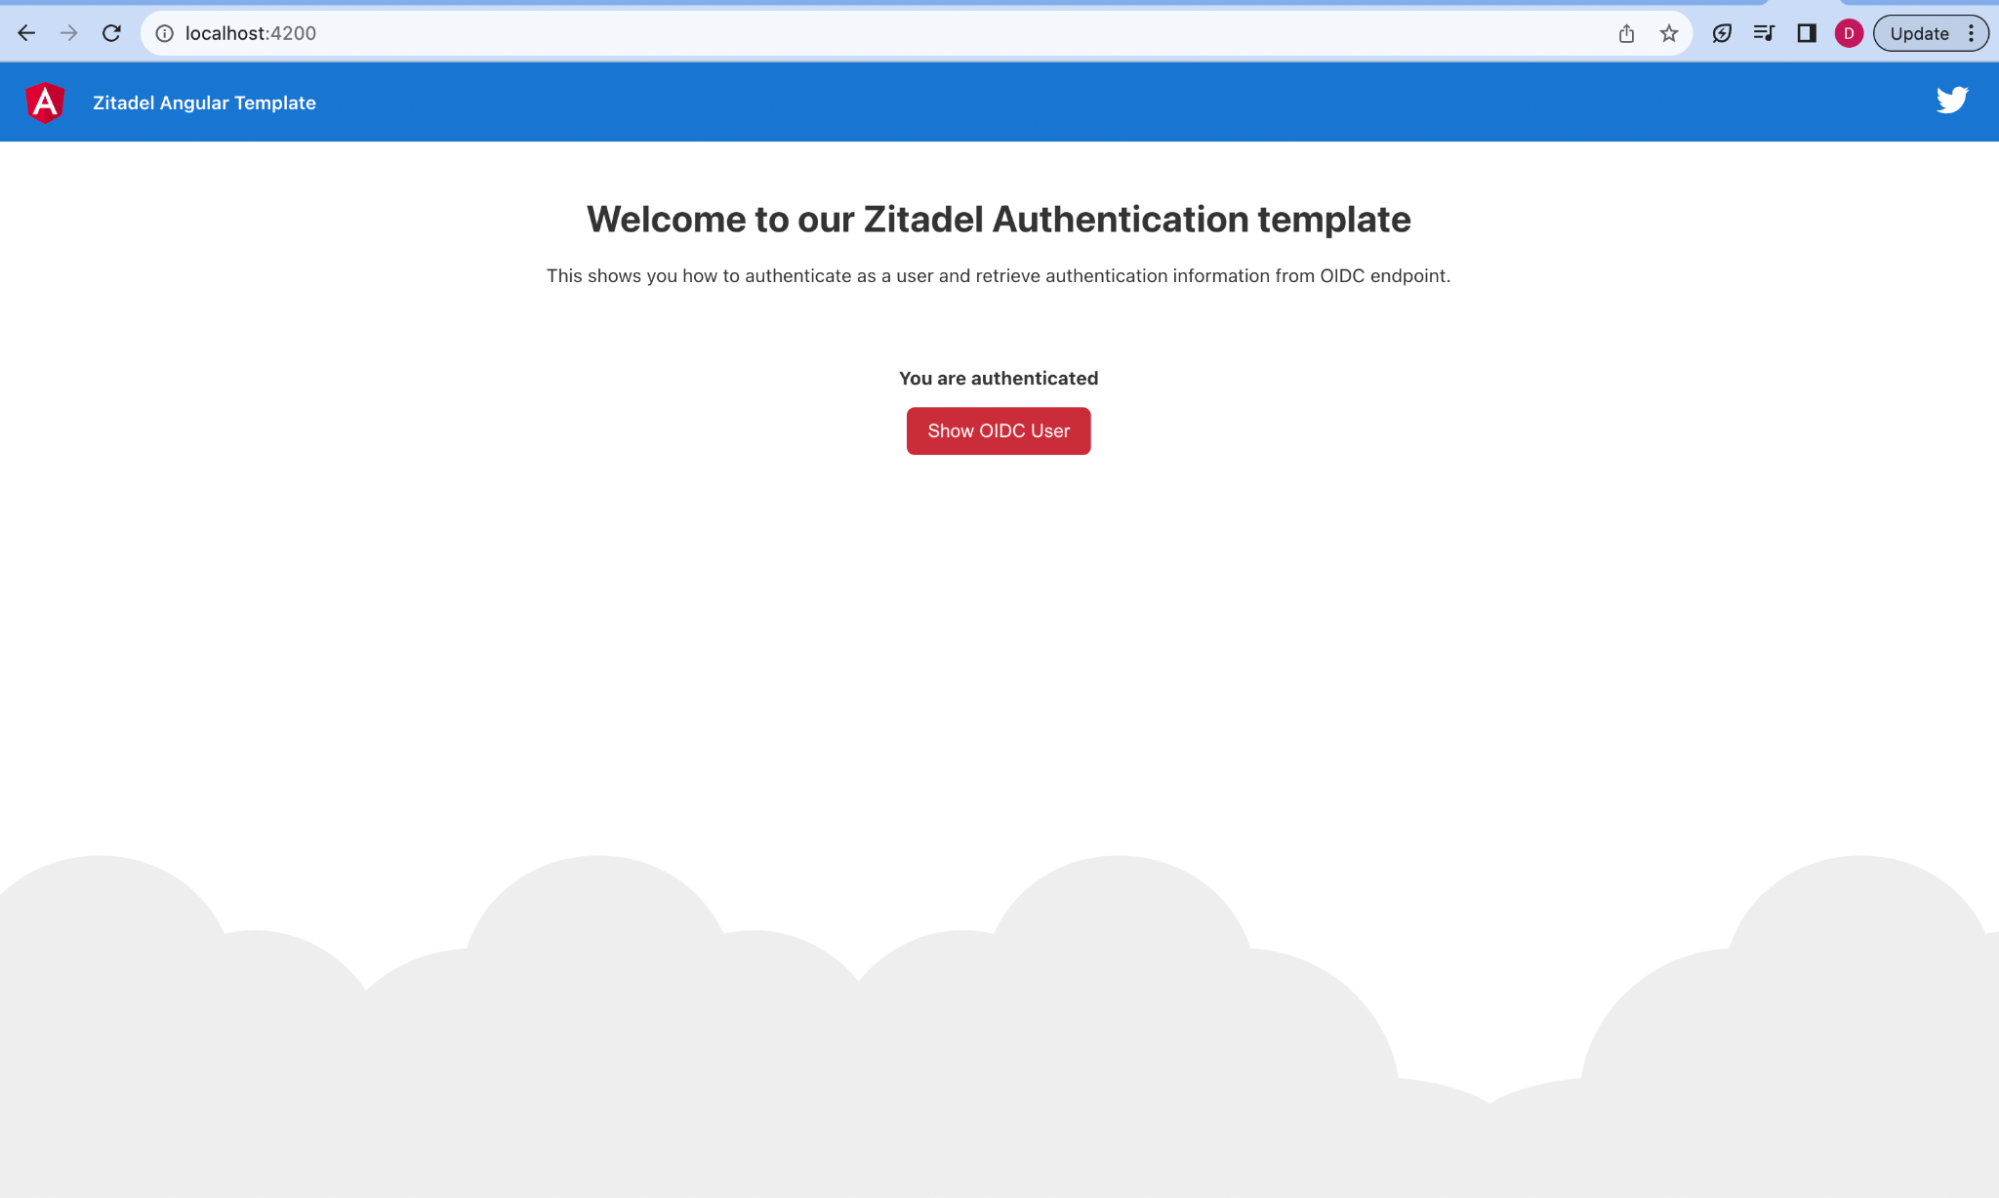 localhost:4200
D
Update
A
Zitadel Angular Template
Welcome to our Zitadel Authentication template
This shows you how to authenticate as a user and retrieve authentication information from OIDC endpoint.
You are authenticated
Show OIDC User